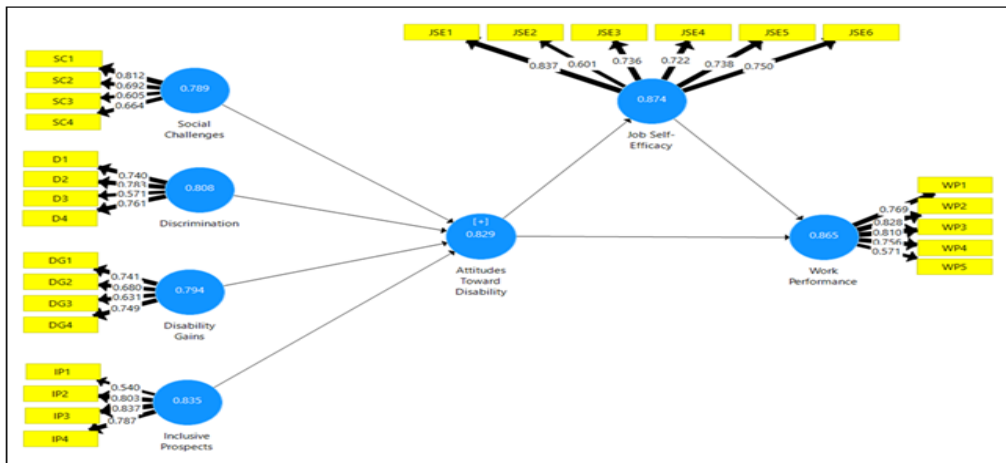 JSE1 JSE2 JSE3 JSE4 JSE5 JSE6
0.837 0.601 0.736 0.722 0.738 0.750
0.874
Job Self-
Efficacy
SC1
SC2
SC3
SC4
0.812
0.692
0.605
0.664
0.789
Social
Challenges
D1
D2
D3
D4
0.740
0.783
0.571
0.761
0.808
Discrimination
DG1
DG2
DG3
DG4
0.741
0.680
0.631
0.749
0.794
Disability
Gains
IP1
IP2
IP3
IP4
0.540
0.803
0.837
0.787
0.835
Inclusive
Prospects
[+]
0.829
Attitudes
Toward
Disability
0.865
Work
Performance
0.769
0.828
0.810
0.756
0.571
WP1
WP2
WP3
WP4
WP5